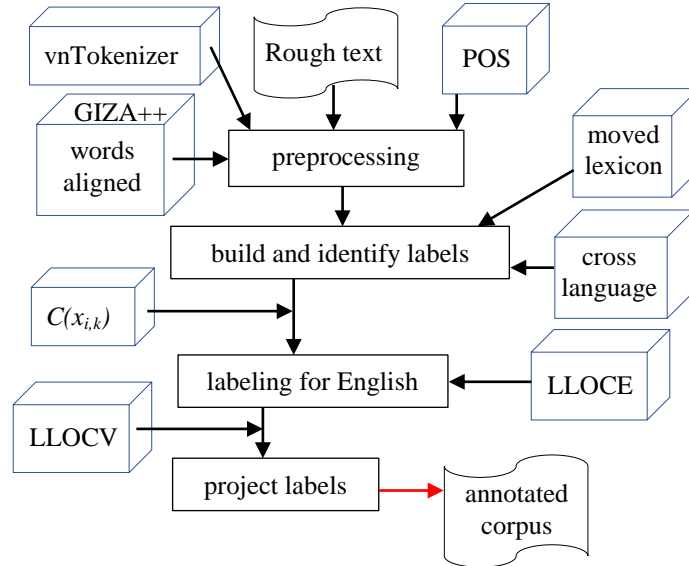 vnTokenizer
Rough text
POS
GIZA++
words
aligned
preprocessing
moved
lexicon
build and identify labels
cross
language
C(x_{i,k})
labeling for English
LLOCE
LLOCV
project labels
annotated
corpus